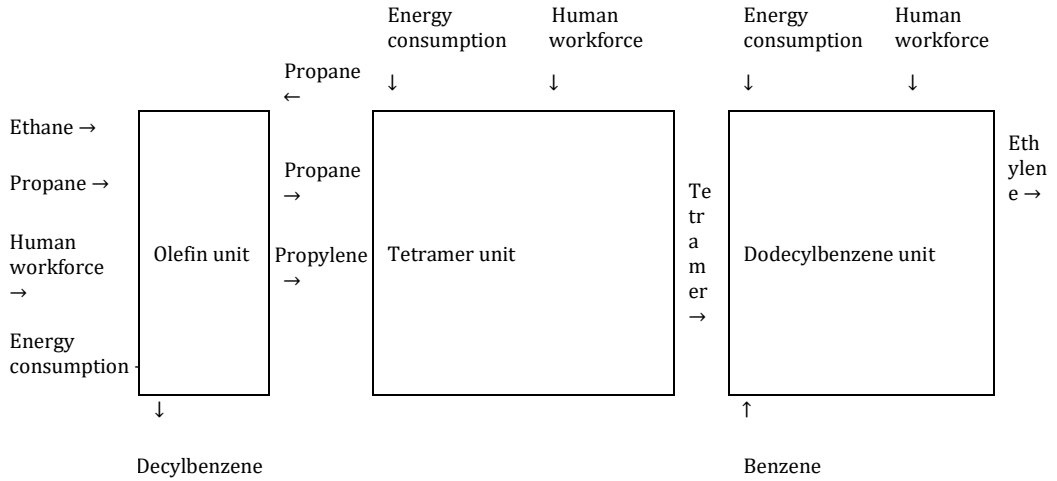 Energy
consumption
↓
Human
workforce
↓
Energy
consumption
↓
Human
workforce
↓
Propane
←
Ethane →
Propane →
Human
workforce
→
Energy
consumption
Olefin unit
Propane
→
Propylene
→
Tetramer unit
Te
tr
a
m
er
→
Dodecylbenzene unit
Eth
ylen
e →
↓
Decylbenzene
↑
Benzene